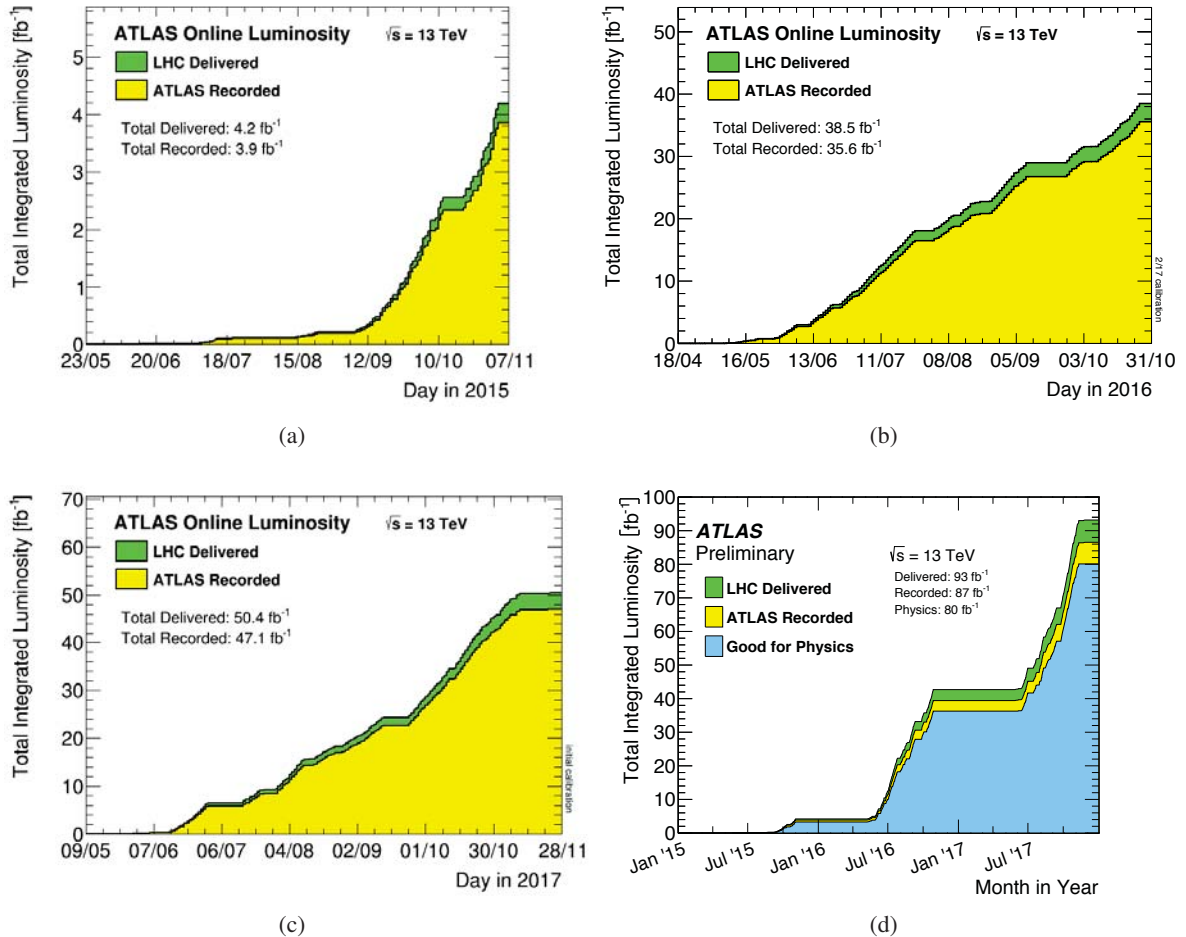 ATLAS Online Luminosity √s = 13 TeV
LHC Delivered
ATLAS Recorded
Total Delivered: 4.2 fb⁻¹
Total Recorded: 3.9 fb⁻¹
Total Integrated Luminosity [fb⁻¹]
5
4
3
2
1
0
23/05 20/06 18/07 15/08 12/09 10/10 07/11
Day in 2015
(a)
ATLAS Online Luminosity √s = 13 TeV
LHC Delivered
ATLAS Recorded
Total Delivered: 38.5 fb⁻¹
Total Recorded: 35.6 fb⁻¹
Total Integrated Luminosity [fb⁻¹]
50
40
30
20
10
0
18/04 16/05 13/06 11/07 08/08 05/09 03/10 31/10
Day in 2016
2/17 calibration
(b)
ATLAS Online Luminosity √s = 13 TeV
LHC Delivered
ATLAS Recorded
Total Delivered: 50.4 fb⁻¹
Total Recorded: 47.1 fb⁻¹
Total Integrated Luminosity [fb⁻¹]
70
60
50
40
30
20
10
0
09/05 07/06 06/07 04/08 02/09 01/10 30/10 28/11
Day in 2017
initial calibration
(c)
ATLAS
Preliminary
√s = 13 TeV
Delivered: 93 fb⁻¹
Recorded: 87 fb⁻¹
Physics: 80 fb⁻¹
LHC Delivered
ATLAS Recorded
Good for Physics
Total Integrated Luminosity [fb⁻¹]
100
90
80
70
60
50
40
30
20
10
0
Jan '15 Jul '15 Jan '16 Jul '16 Jan '17 Jul '17
Month in Year
(d)